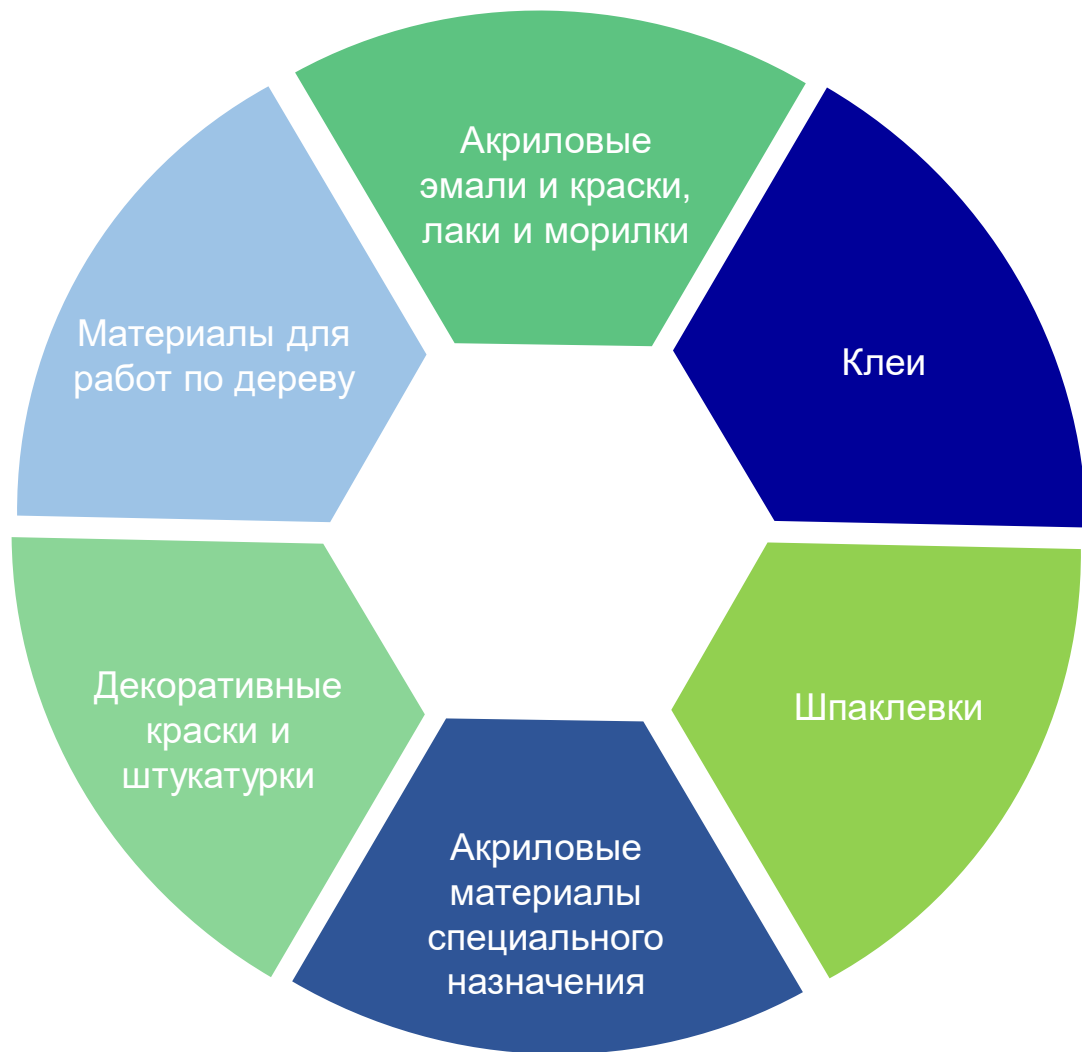 Акриловые
эмали и краски,
лаки и морилки
Клеи
Шпаклевки
Акриловые
материалы
специального
назначения
Декоративные
краски и
штукатурки
Материалы для
работ по дереву